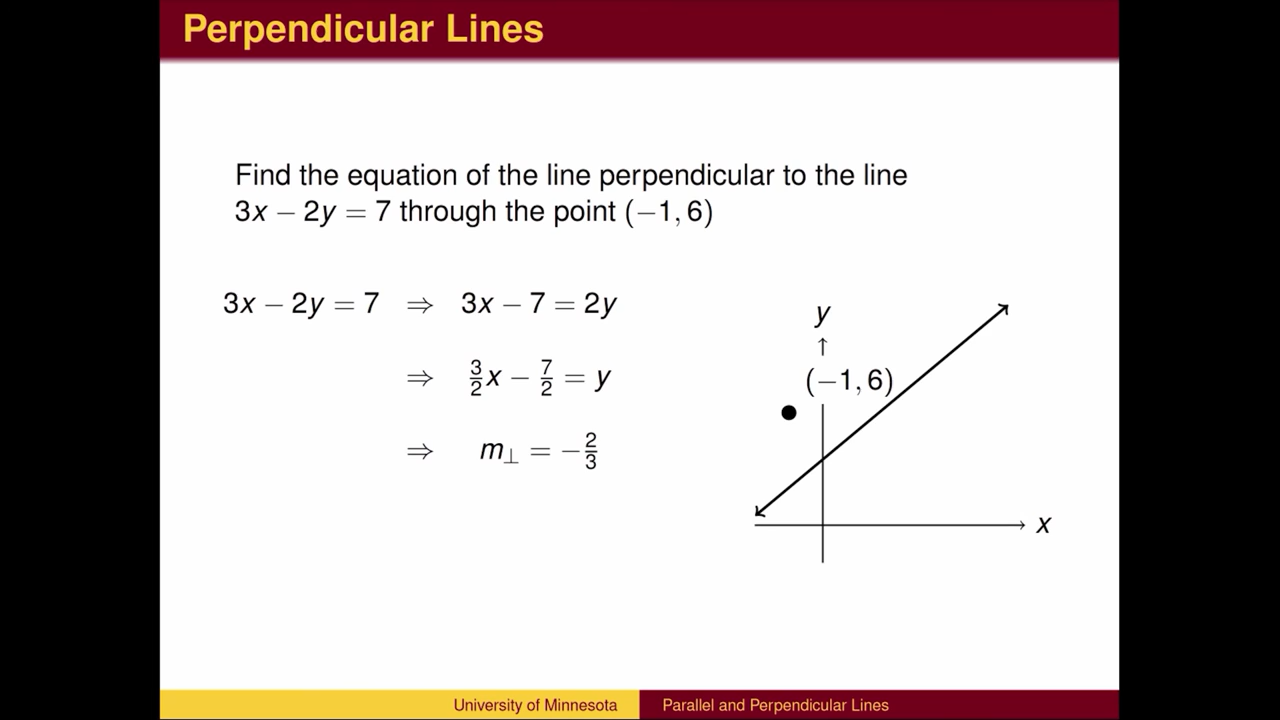 Perpendicular Lines
Find the equation of the line perpendicular to the line
3x − 2y = 7 through the point (−1, 6)
3x − 2y = 7 ⇒ 3x − 7 = 2y
⇒ 3/2 x − 7/2 = y
⇒ m⊥ = −2/3
y
(−1, 6)
x
University of Minnesota
Parallel and Perpendicular Lines